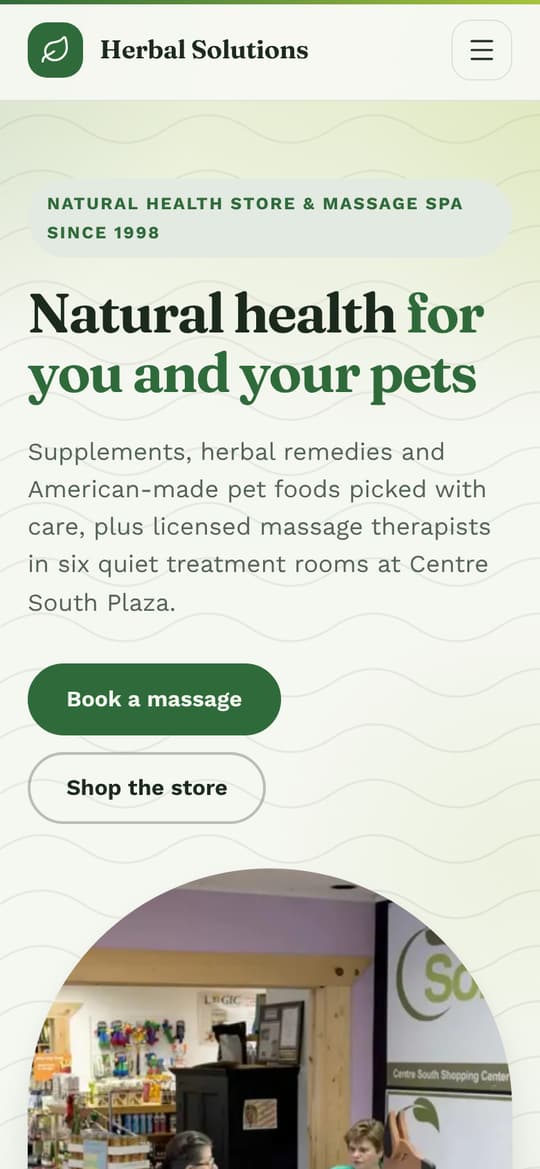 Herbal Solutions
NATURAL HEALTH STORE & MASSAGE SPA
SINCE 1998
Natural health for
you and your pets
Supplements, herbal remedies and
American-made pet foods picked with
care, plus licensed massage therapists
in six quiet treatment rooms at Centre
South Plaza.
Book a massage
Shop the store
Centre South Shopping Center